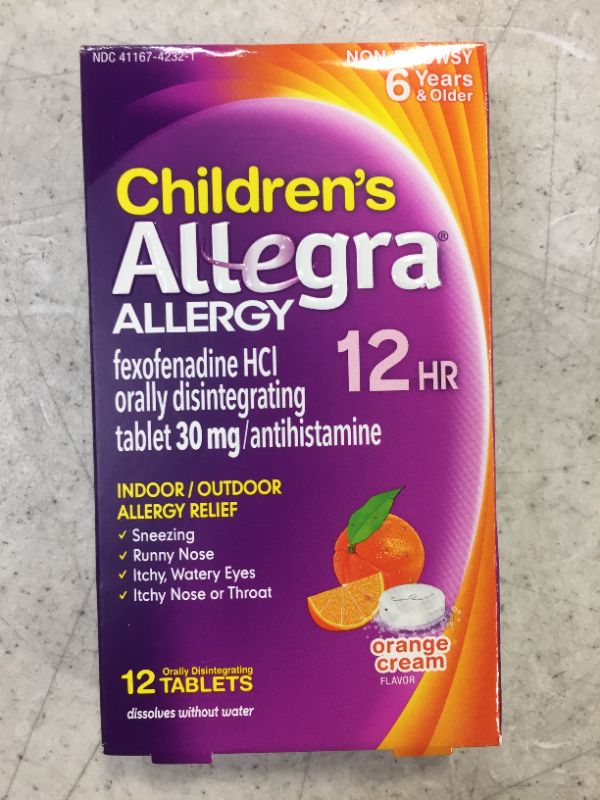 NDC 41167-4232-1
6 Years
& Older
Children's
Allegra®
ALLERGY
12 HR
fexofenadine HCl
orally disintegrating
tablet 30 mg/antihistamine
INDOOR / OUTDOOR
ALLERGY RELIEF
✓ Sneezing
✓ Runny Nose
✓ Itchy, Watery Eyes
✓ Itchy Nose or Throat
orange
cream
FLAVOR
12 Orally Disintegrating
TABLETS
dissolves without water